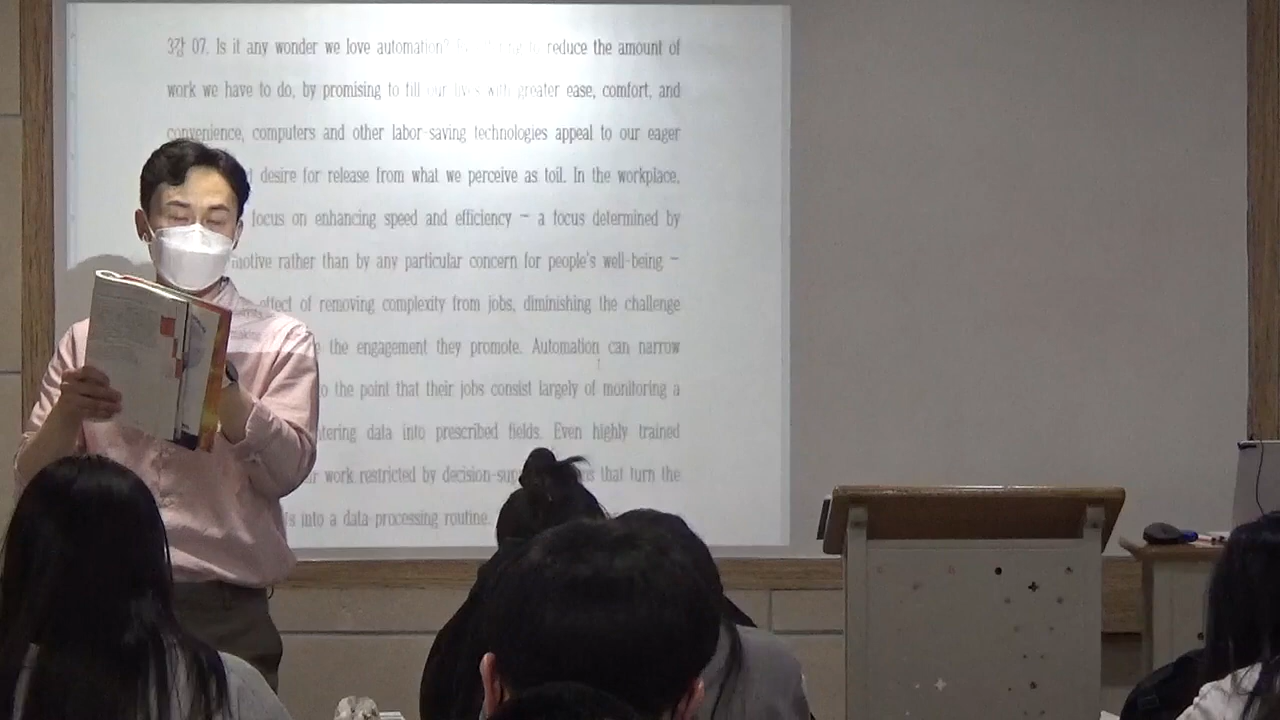 3강 07. Is it any wonder we love automation? reduce the amount of
work we have to do, by promising to fill our lives with greater ease, comfort, and
convenience, computers and other labor-saving technologies appeal to our eager
desire for release from what we perceive as toil. In the workplace,
focus on enhancing speed and efficiency - a focus determined by
motive rather than by any particular concern for people's well-being -
effect of removing complexity from jobs, diminishing the challenge
the engagement they promote. Automation can narrow
the point that their jobs consist largely of monitoring a
data into prescribed fields. Even highly trained
work restricted by that turn the
into a data-processing routine.